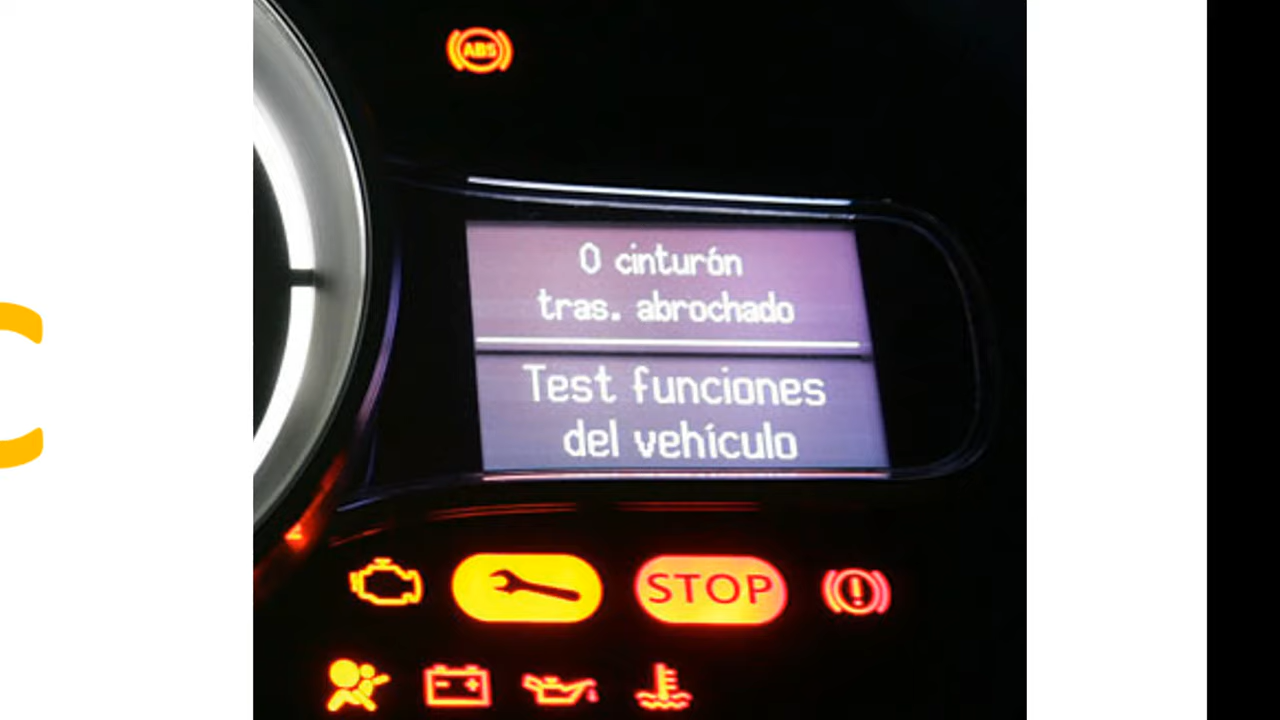 ABS
0 cinturón
tras. abrochado
Test funciones
del vehículo
STOP